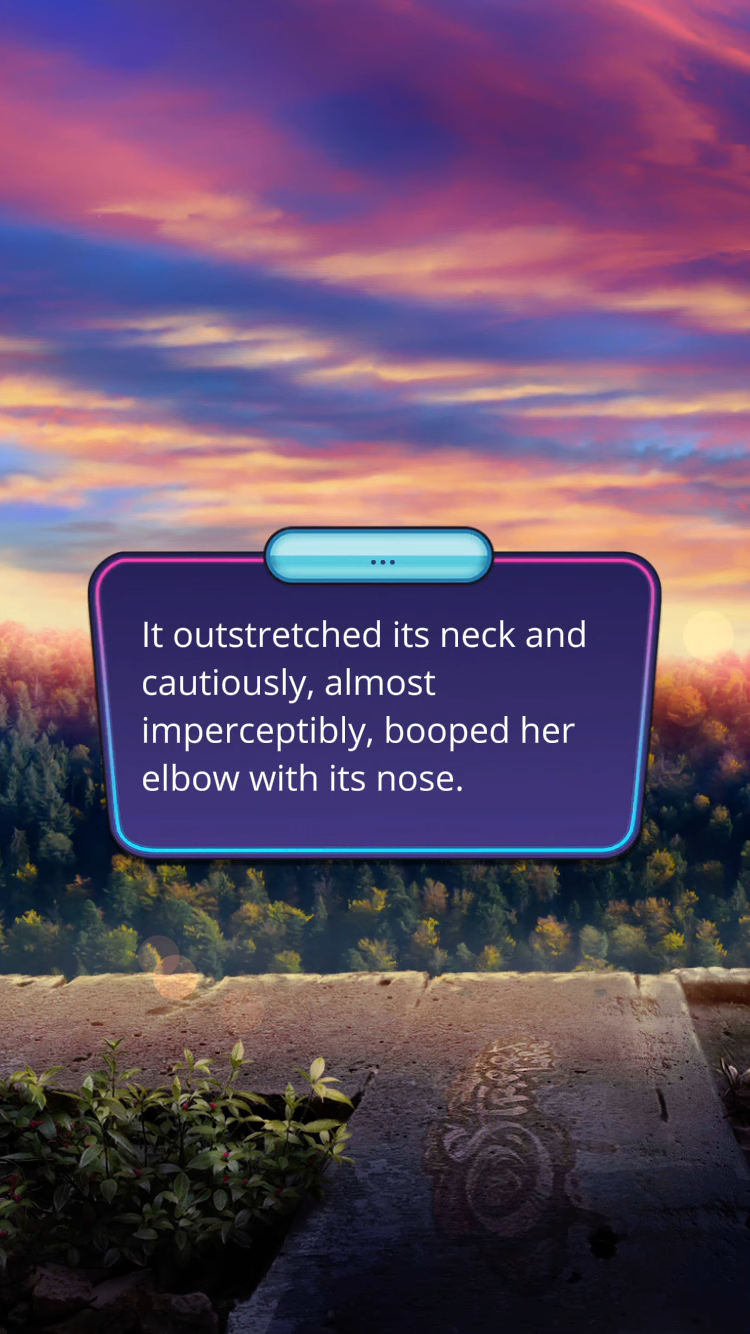 ...
It outstretched its neck and
cautiously, almost
imperceptibly, booped her
elbow with its nose.